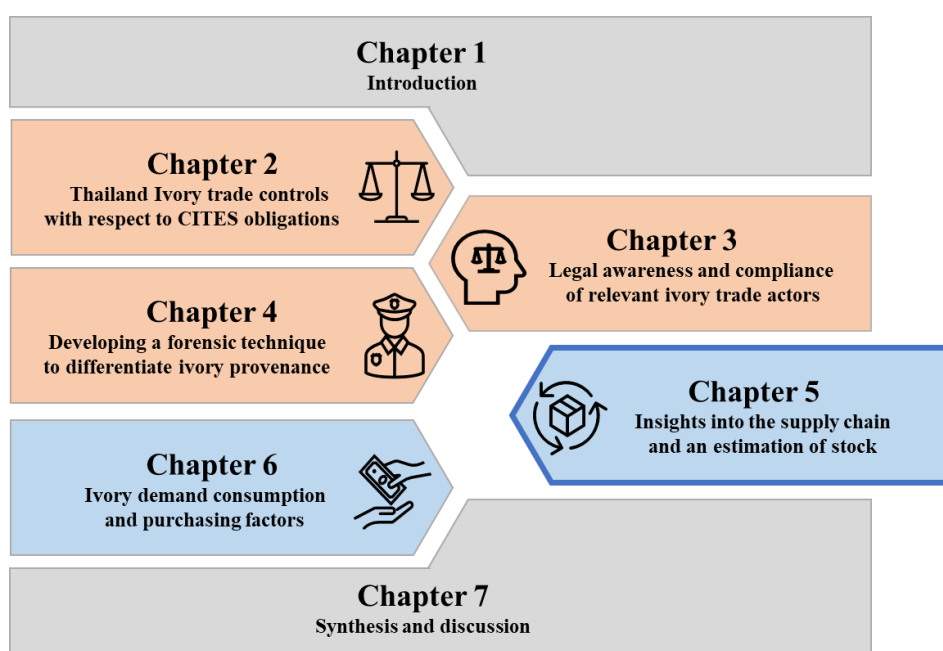 Chapter 1
Introduction
Chapter 2
Thailand Ivory trade controls
with respect to CITES obligations
Chapter 3
Legal awareness and compliance
of relevant ivory trade actors
Chapter 4
Developing a forensic technique
to differentiate ivory provenance
Chapter 5
Insights into the supply chain
and an estimation of stock
Chapter 6
Ivory demand consumption
and purchasing factors
Chapter 7
Synthesis and discussion